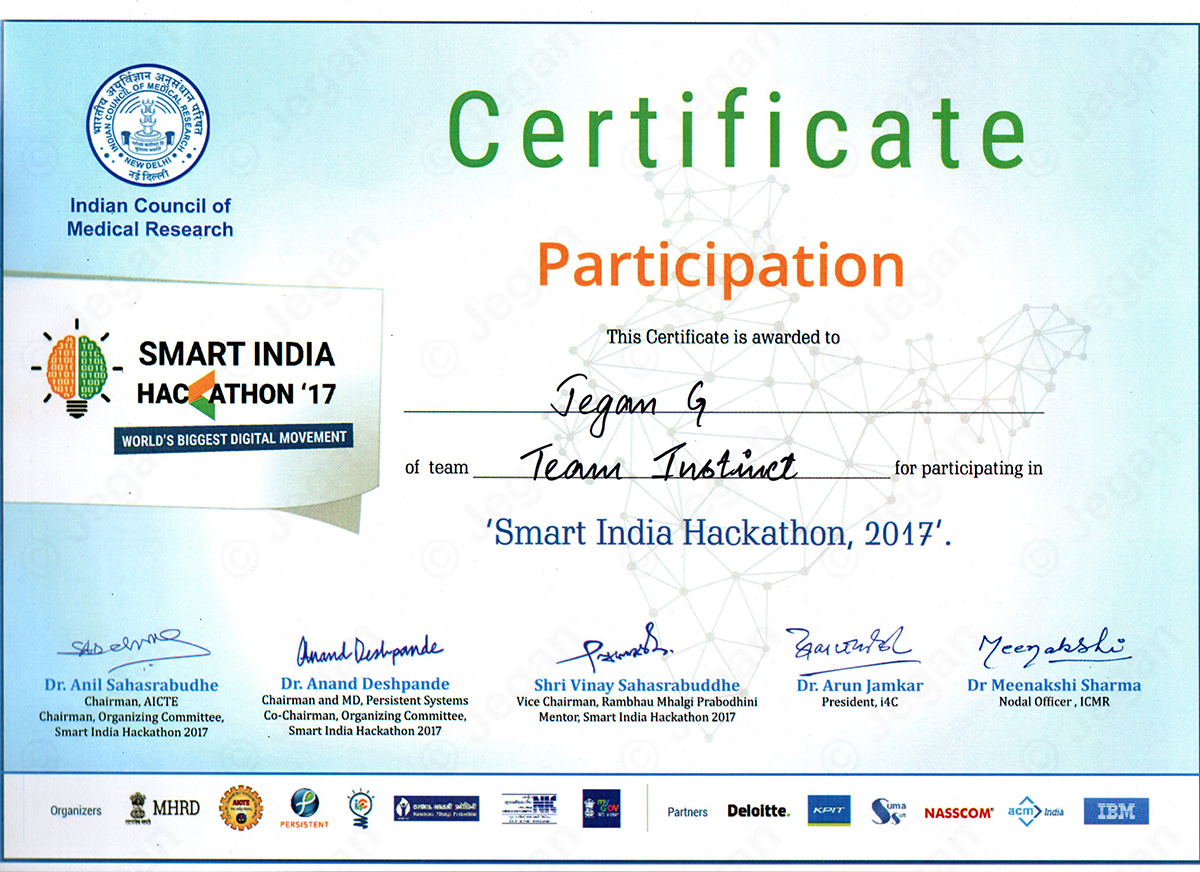 भारतीय आयुर्विज्ञान अनुसंधान परिषद
INDIAN COUNCIL OF MEDICAL RESEARCH
NEW DELHI
नई दिल्ली
Indian Council of
Medical Research
Certificate
Participation
This Certificate is awarded to
Jegan G
of team Team Instinct for participating in
'Smart India Hackathon, 2017'.
SMART INDIA
HACKATHON '17
WORLD'S BIGGEST DIGITAL MOVEMENT
Anand Deshpande
Meenakshi
Dr. Anil Sahasrabudhe
Chairman, AICTE
Chairman, Organizing Committee,
Smart India Hackathon 2017
Dr. Anand Deshpande
Chairman and MD, Persistent Systems
Co-Chairman, Organizing Committee,
Smart India Hackathon 2017
Shri Vinay Sahasrabuddhe
Vice Chairman, Rambhau Mhalgi Prabodhini
Mentor, Smart India Hackathon 2017
Dr. Arun Jamkar
President, i4C
Dr Meenakshi Sharma
Nodal Officer , ICMR
Organizers
MHRD
AICTE
PERSISTENT
Rambhau Mhalgi Prabodhini
NIC
my GOV
Partners
Deloitte.
KPIT
Suma Soft
NASSCOM®
acm India
IBM
© Jegan